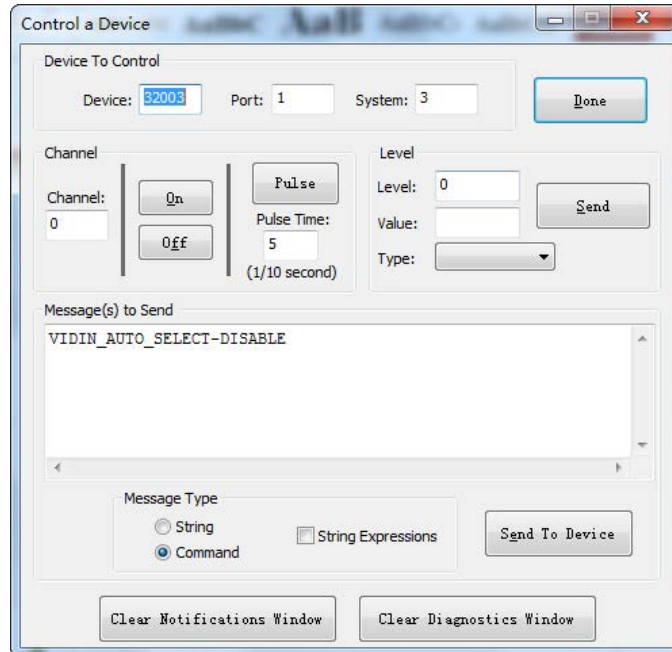 Control a Device
Device To Control
Device: 32003 Port: 1 System: 3
Done
Channel
Channel:
0
On
Off
Pulse
Pulse Time:
5
(1/10 second)
Level
Level: 0
Value:
Type:
Send
Message(s) to Send
VIDIN_AUTO_SELECT-DISABLE
Message Type
String
Command
String Expressions
Send To Device
Clear Notifications Window
Clear Diagnostics Window